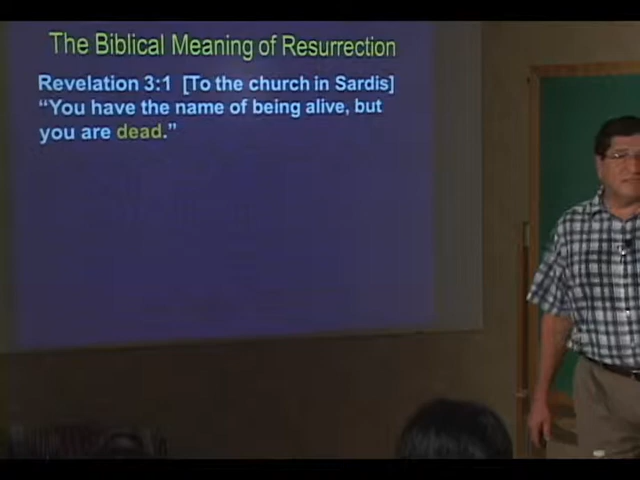 The Biblical Meaning of Resurrection
Revelation 3:1 [To the church in Sardis]
“You have the name of being alive, but
you are dead.”